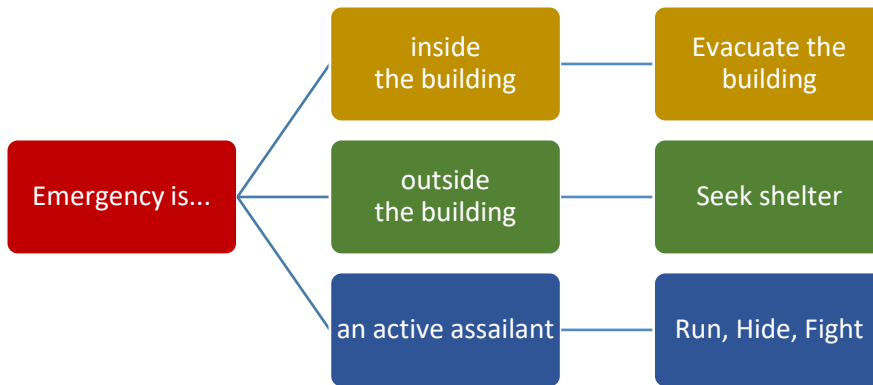 Emergency is...
inside
the building
Evacuate the
building
outside
the building
Seek shelter
an active assailant
Run, Hide, Fight